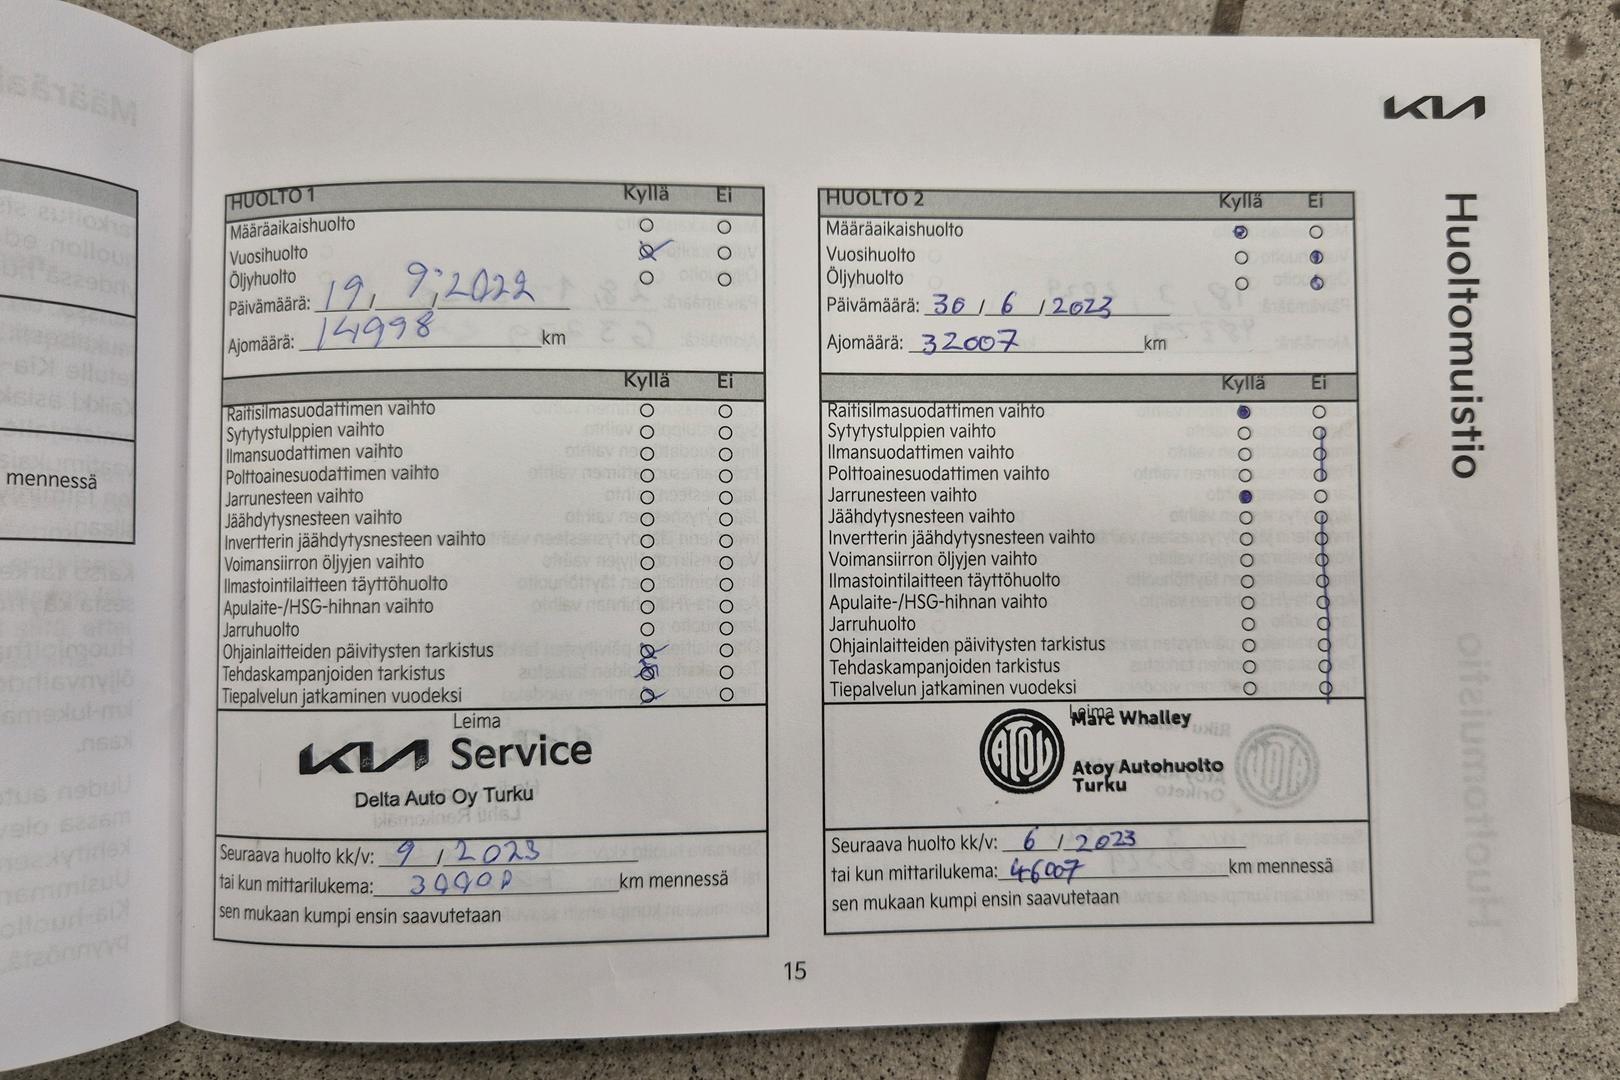 KIA
Huoltomuistio
mennessä
HUOLTO 1 Kyllä Ei
Määräaikaishuolto
Vuosihuolto
Öljyhuolto
Päivämäärä: 19, 9, 2022
Ajomäärä: 14998 km
Kyllä Ei
Raitisilmasuodattimen vaihto
Sytytystulppien vaihto
Ilmansuodattimen vaihto
Polttoainesuodattimen vaihto
Jarrunesteen vaihto
Jäähdytysnesteen vaihto
Invertterin jäähdytysnesteen vaihto
Voimansiirron öljyjen vaihto
Ilmastointilaitteen täyttöhuolto
Apulaite-/HSG-hihnan vaihto
Jarruhuolto
Ohjainlaitteiden päivitysten tarkistus
Tehdaskampanjoiden tarkistus
Tiepalvelun jatkaminen vuodeksi
Leima
KIA Service
Delta Auto Oy Turku
Seuraava huolto kk/v: 9 / 2023
tai kun mittarilukema: km mennessä
sen mukaan kumpi ensin saavutetaan
HUOLTO 2 Kyllä Ei
Määräaikaishuolto
Vuosihuolto
Öljyhuolto
Päivämäärä: 30 / 6 / 2023
Ajomäärä: 32007 km
Kyllä Ei
Raitisilmasuodattimen vaihto
Sytytystulppien vaihto
Ilmansuodattimen vaihto
Polttoainesuodattimen vaihto
Jarrunesteen vaihto
Jäähdytysnesteen vaihto
Invertterin jäähdytysnesteen vaihto
Voimansiirron öljyjen vaihto
Ilmastointilaitteen täyttöhuolto
Apulaite-/HSG-hihnan vaihto
Jarruhuolto
Ohjainlaitteiden päivitysten tarkistus
Tehdaskampanjoiden tarkistus
Tiepalvelun jatkaminen vuodeksi
Leima
Marc Whalley
ATOY
Atoy Autohuolto
Turku
Seuraava huolto kk/v: 6 / 2023
tai kun mittarilukema: 46007 km mennessä
sen mukaan kumpi ensin saavutetaan
15